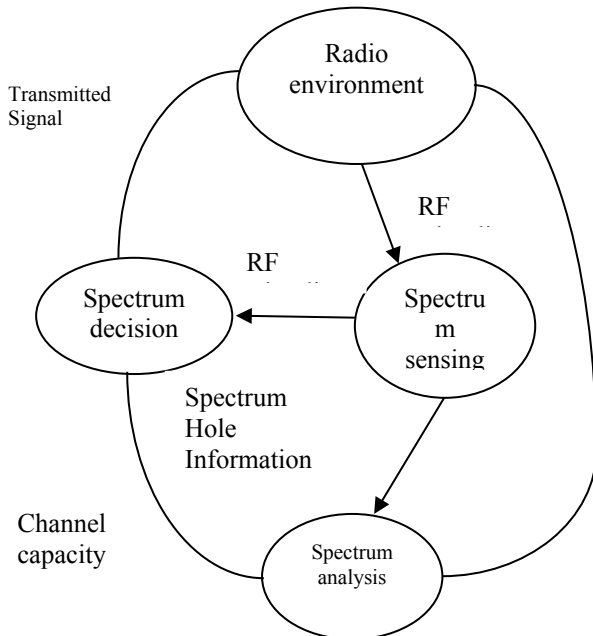 Radio
environment
Transmitted
Signal
RF
RF
Spectrum
decision
Spectru
m
sensing
Spectrum
Hole
Information
Channel
capacity
Spectrum
analysis